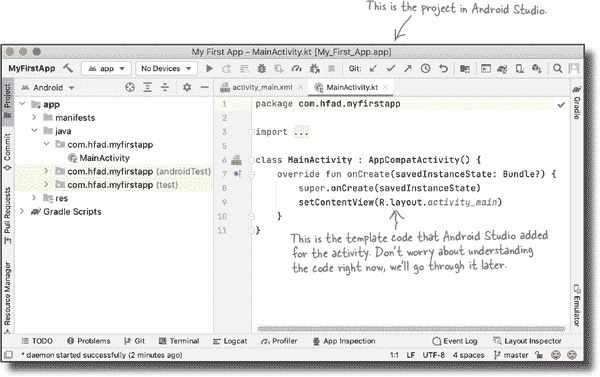 This is the project in Android Studio.
My First App – MainActivity.kt [My_First_App.app]
MyFirstApp app No Devices Git:
Project Android activity_main.xml MainActivity.kt Gradle
app
manifests
java
com.hfad.myfirstapp
MainActivity
com.hfad.myfirstapp (androidTest)
com.hfad.myfirstapp (test)
res
Gradle Scripts
Commit
Pull Requests
Resource Manager
1 package com.hfad.myfirstapp
2
3 import ...
5
6 class MainActivity : AppCompatActivity() {
7 override fun onCreate(savedInstanceState: Bundle?) {
8 super.onCreate(savedInstanceState)
9 setContentView(R.layout.activity_main)
10 }
11 }
This is the template code that Android Studio added
for the activity. Don't worry about understanding
the code right now, we'll go through it later.
Emulator
TODO Problems Git Terminal Logcat Profiler App Inspection Event Log Layout Inspector
* daemon started successfully (2 minutes ago) 1:1 LF UTF-8 4 spaces master